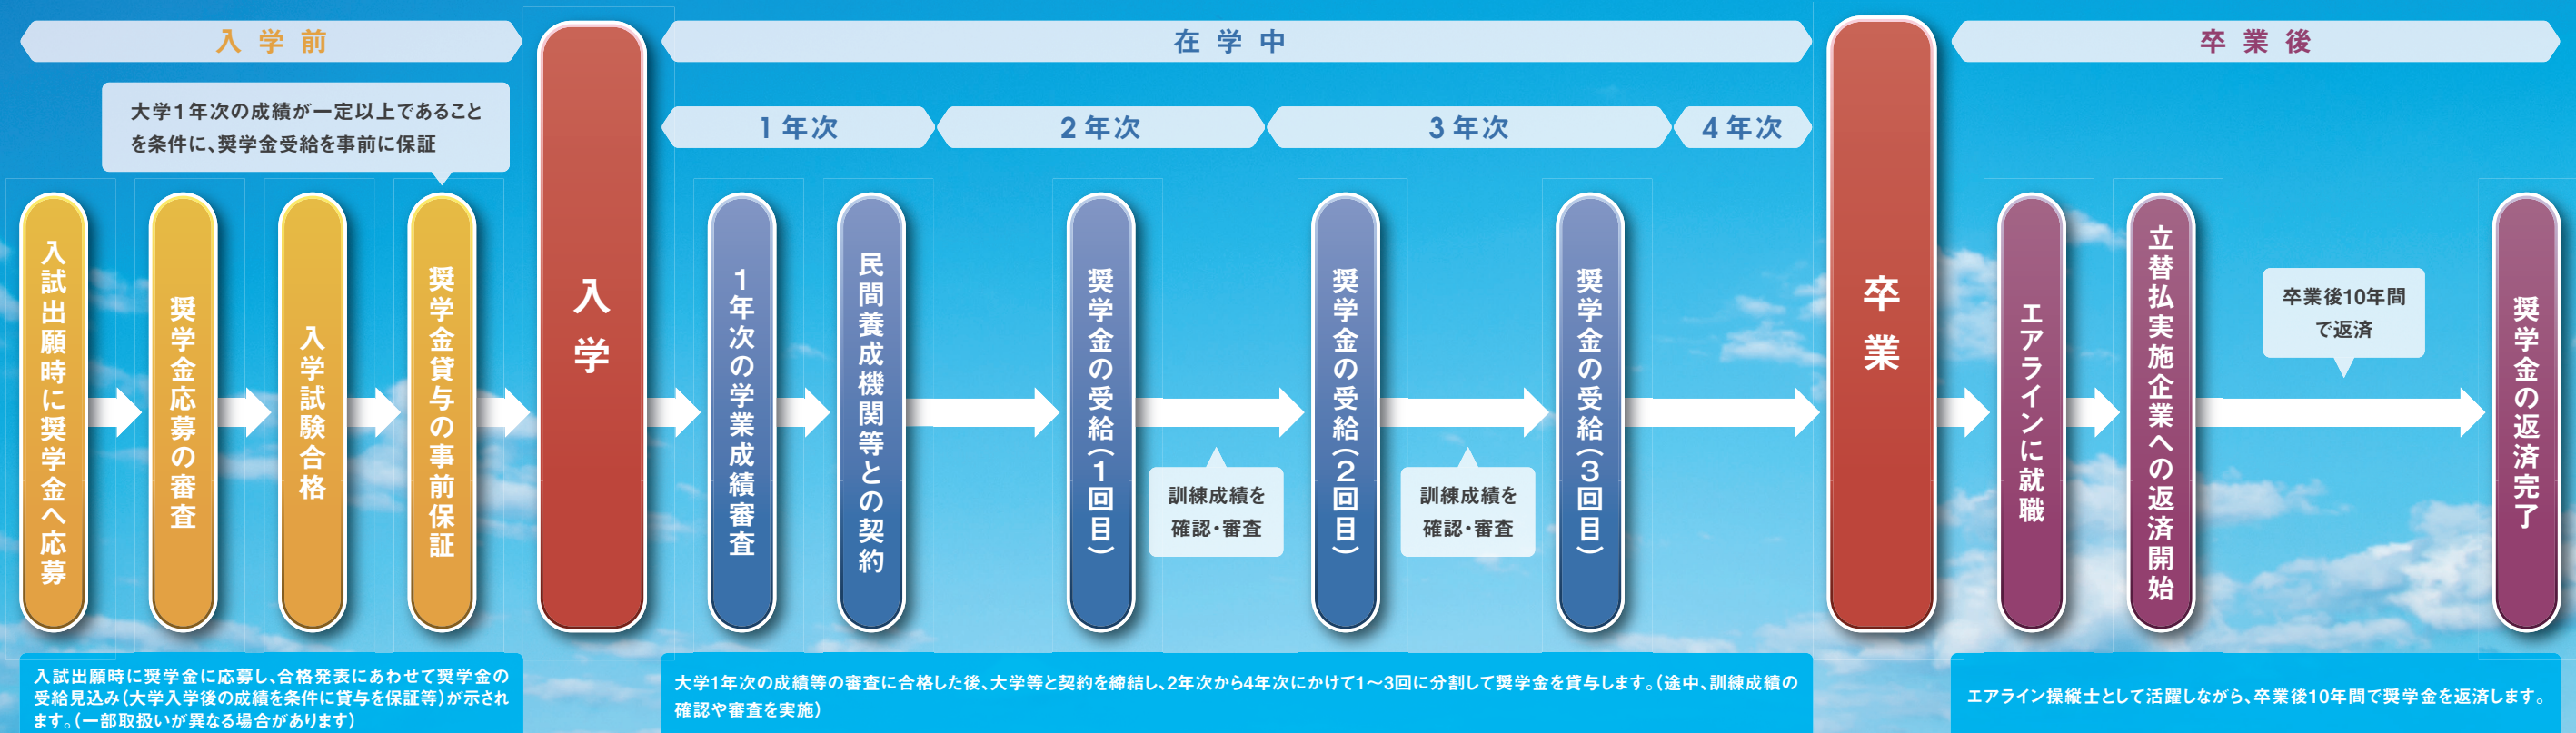 入学前
大学1年次の成績が一定以上であること
を条件に、奨学金受給を事前に保証
入試出願時に奨学金へ応募
奨学金応募の審査
入学試験合格
奨学金貸与の事前保証
入試出願時に奨学金に応募し、合格発表にあわせて奨学金の
受給見込み(大学入学後の成績を条件に貸与を保証等)が示され
ます。(一部取扱いが異なる場合があります)
入学
在学中
1年次
2年次
3年次
4年次
1年次の学業成績審査
民間養成機関等との契約
奨学金の受給(1回目)
訓練成績を
確認・審査
奨学金の受給(2回目)
訓練成績を
確認・審査
奨学金の受給(3回目)
大学1年次の成績等の審査に合格した後、大学等と契約を締結し、2年次から4年次にかけて1〜3回に分割して奨学金を貸与します。(途中、訓練成績の
確認や審査を実施)
卒業
卒業後
エアラインに就職
立替払実施企業への返済開始
卒業後10年間
で返済
奨学金の返済完了
エアライン操縦士として活躍しながら、卒業後10年間で奨学金を返済します。